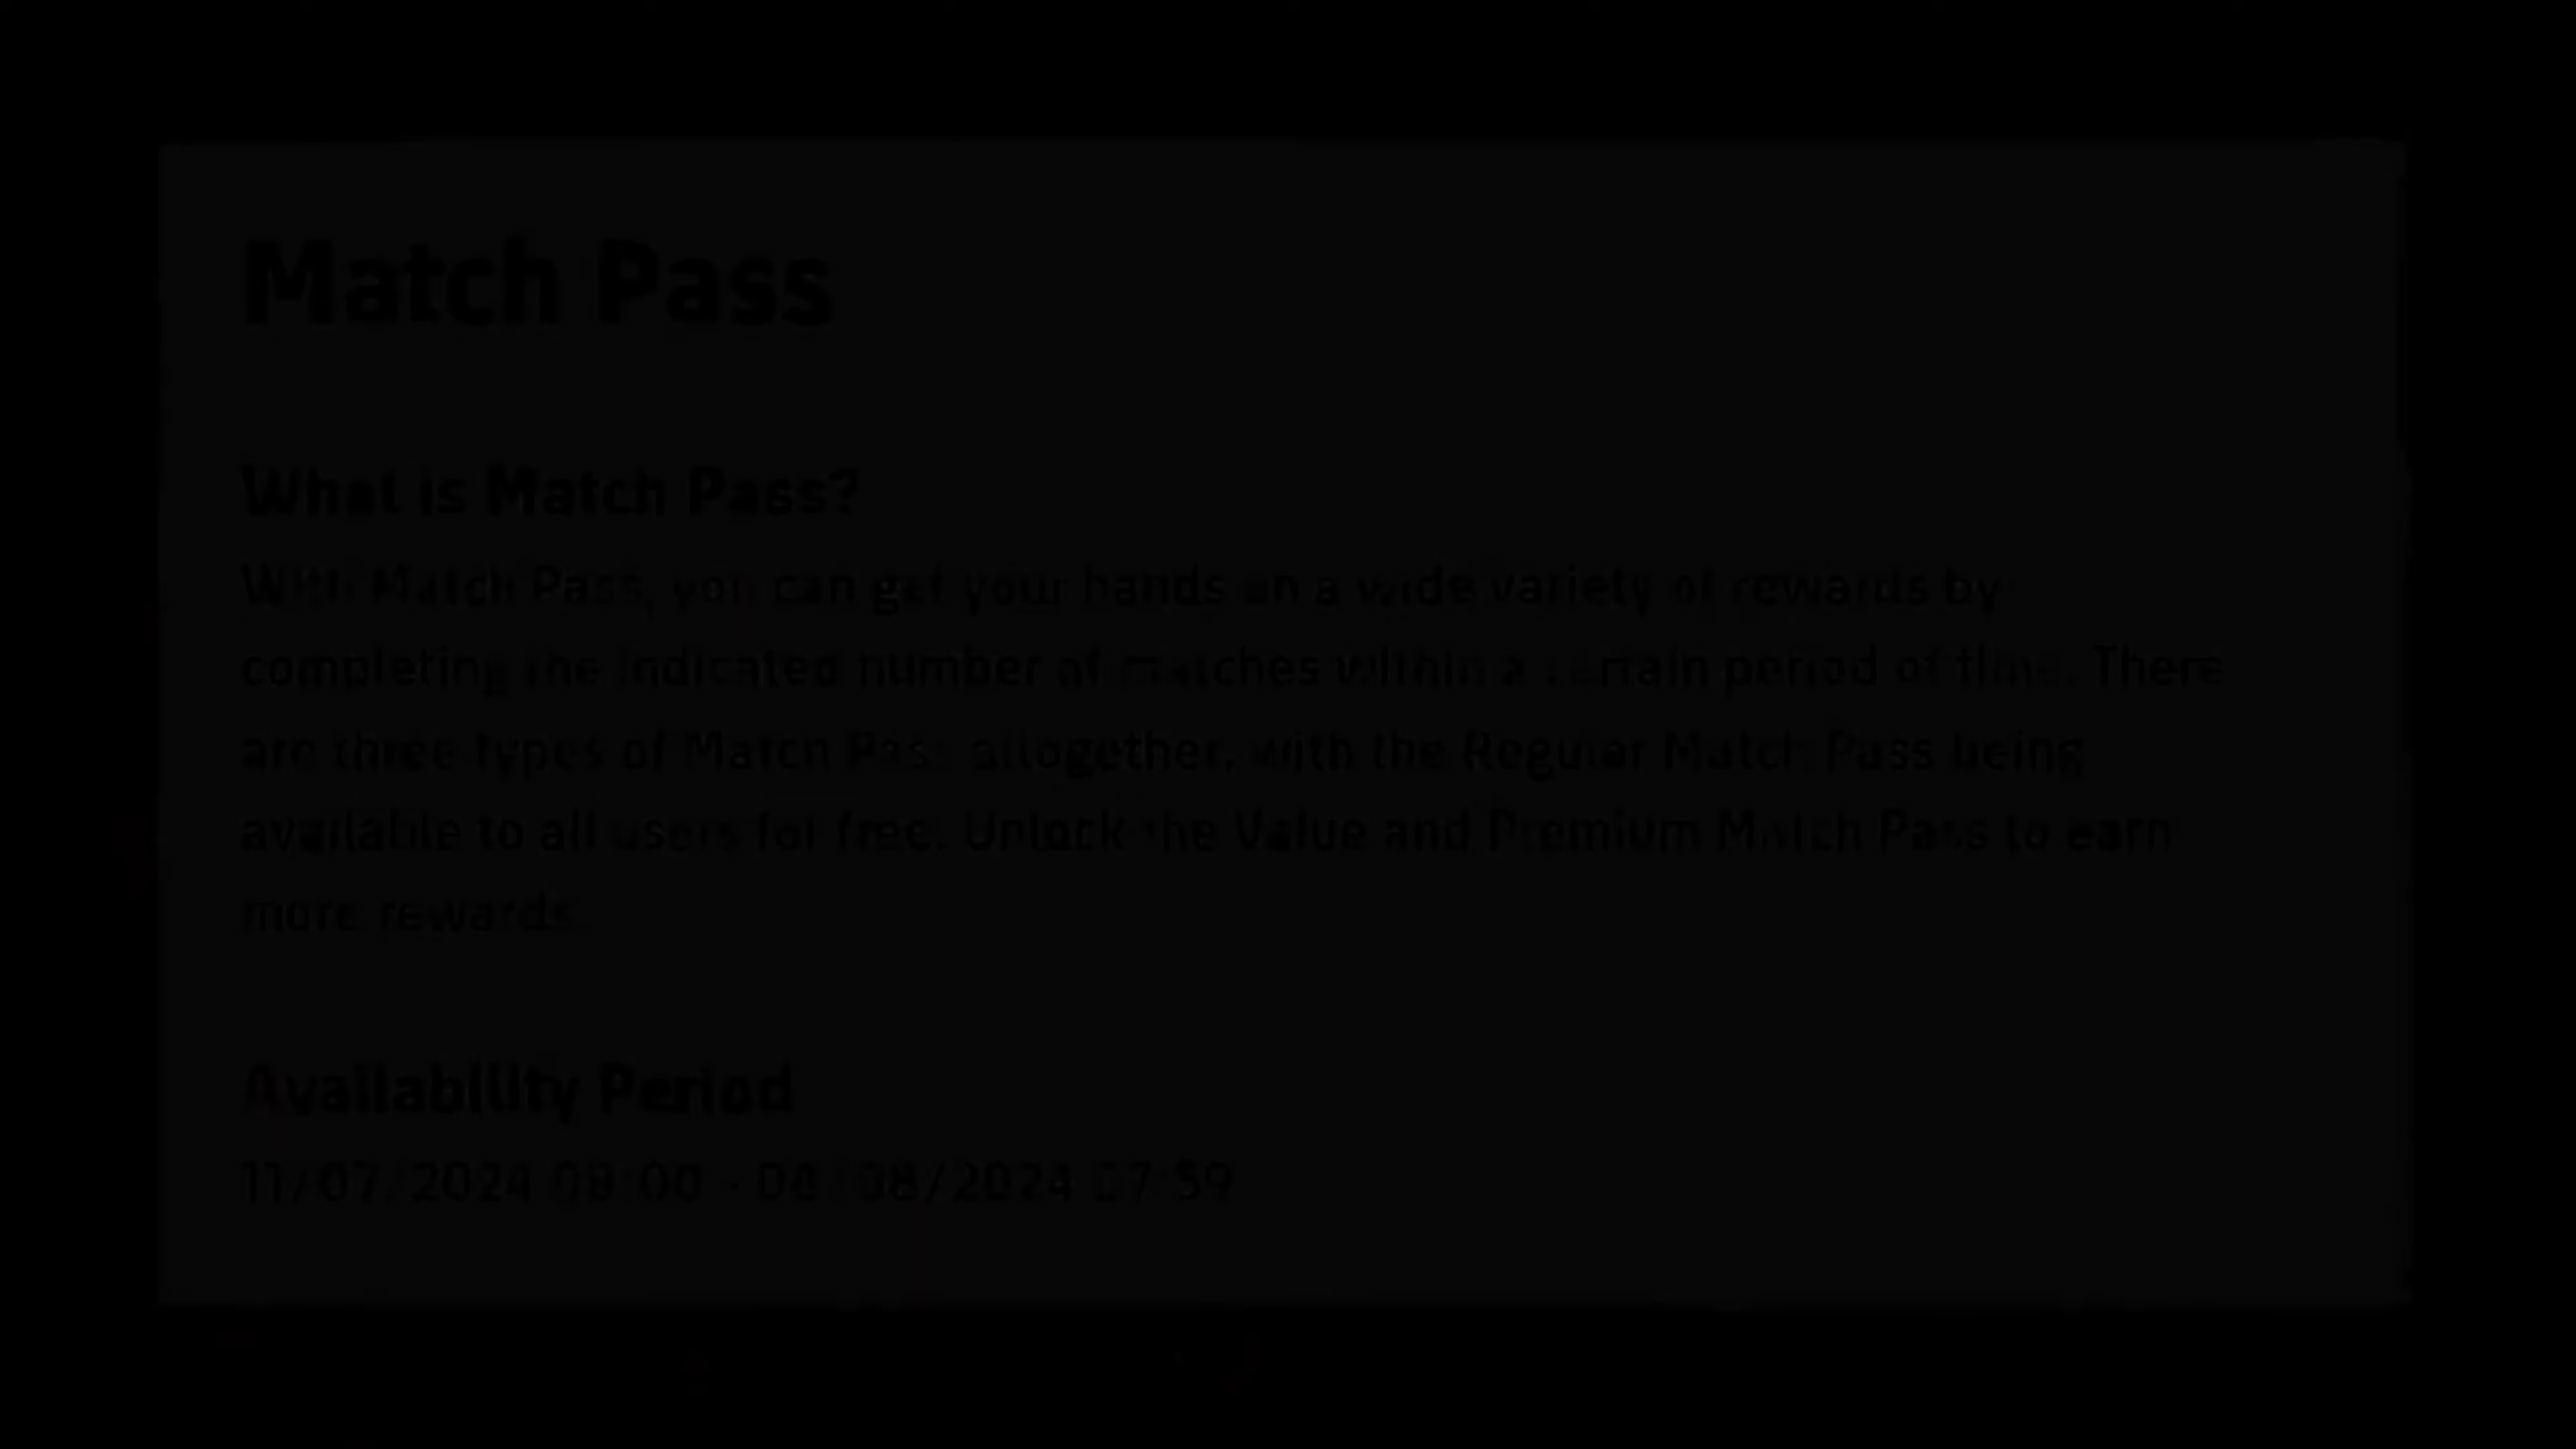 Match Pass
What is Match Pass?
With Match Pass, you can get your hands on a wide variety of rewards by
completing the indicated number of matches within a certain period of time. There
are three types of Match Pass altogether, with the Regular Match Pass being
available to all users for free. Unlock the Value and Premium Match Pass to earn
more rewards.
Availability Period
11/07/2024 08:00 - 08/08/2024 07:59